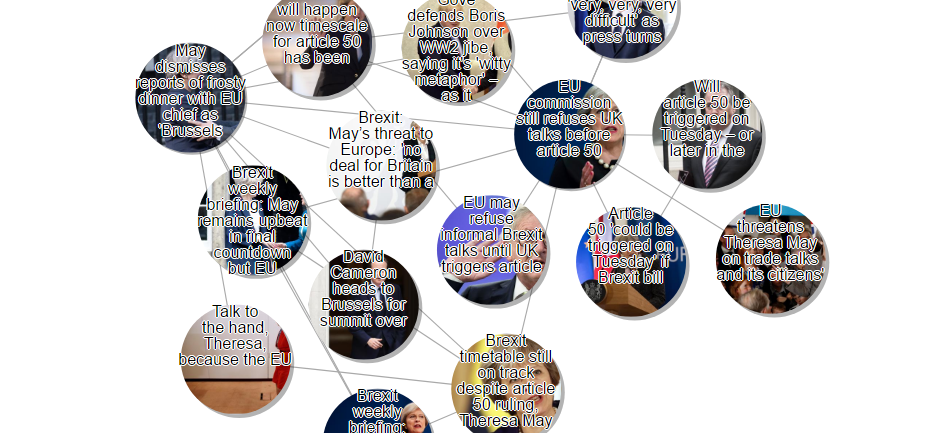 will happen
now timescale
for article 50
has been
Gove
defends Boris
Johnson over
WW2 jibe,
saying it's 'witty
metaphor' –
as it
'very, very, very
difficult' as
press turns
May
dismisses
reports of frosty
dinner with EU
chief as
'Brussels
EU
commission
still refuses UK
talks before
article 50
Will
article 50 be
triggered on
Tuesday – or
later in the
Brexit:
May's threat to
Europe: 'no
deal for Britain
is better than a
Brexit
weekly
briefing: May
remains upbeat
in final
countdown
but EU
EU may
refuse
informal Brexit
talks until UK
triggers article
Article
50 'could be
triggered on
Tuesday' if
Brexit bill
EU
threatens
Theresa May
on trade talks
and its citizens'
David
Cameron
heads to
Brussels for
summit over
Talk to
the hand,
Theresa,
because the EU
Brexit
timetable still
on track
despite article
50 ruling,
Theresa May
Brexit
weekly
briefing: